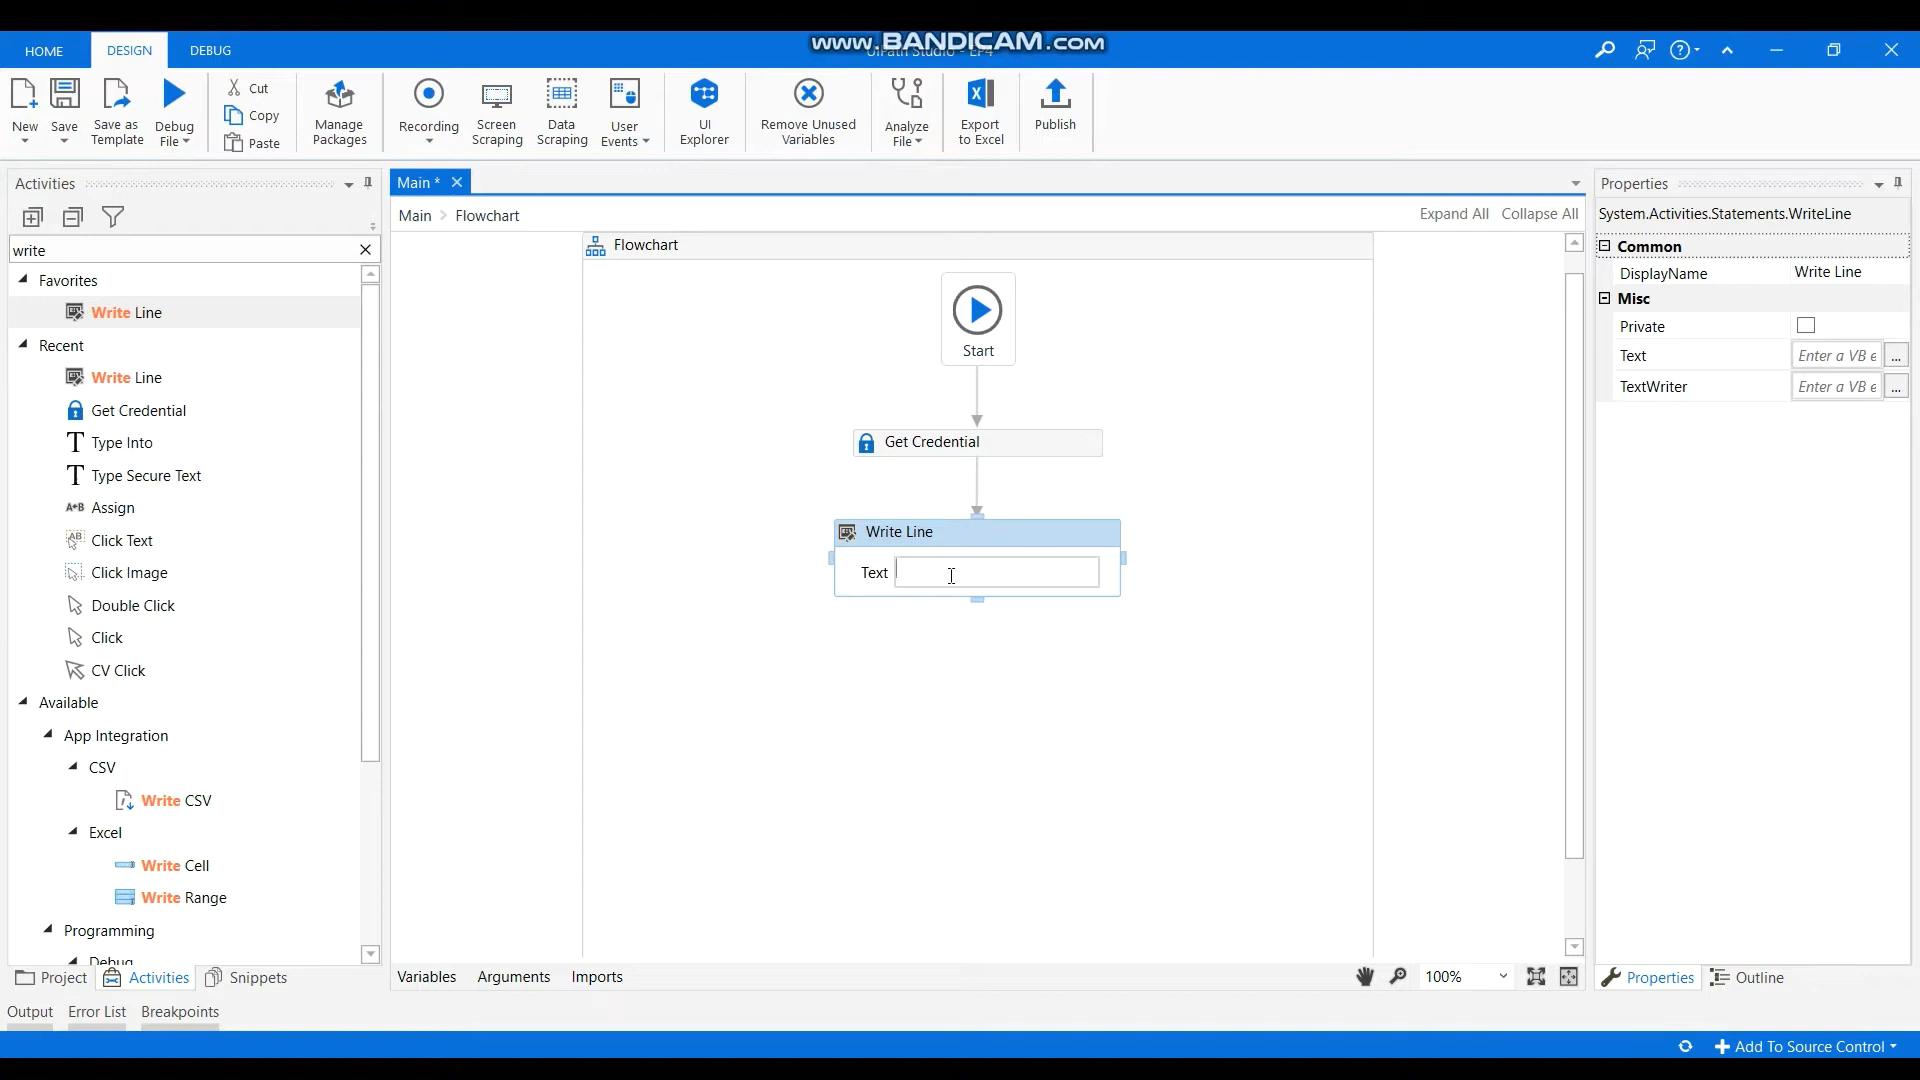 www.BANDICAM.com
HOME
DESIGN
DEBUG
New
Save
Save as
Template
Debug
File
Cut
Copy
Paste
Manage
Packages
Recording
Screen
Scraping
Data
Scraping
User
Events
UI
Explorer
Remove Unused
Variables
Analyze
File
Export
to Excel
Publish
Activities
write
Favorites
Write Line
Recent
Write Line
Get Credential
Type Into
Type Secure Text
Assign
Click Text
Click Image
Double Click
Click
CV Click
Available
App Integration
CSV
Write CSV
Excel
Write Cell
Write Range
Programming
Debug
Project
Activities
Snippets
Main *
Main > Flowchart
Expand All
Collapse All
Flowchart
Start
Get Credential
Write Line
Text
Variables
Arguments
Imports
100%
Properties
System.Activities.Statements.WriteLine
Common
DisplayName
Write Line
Misc
Private
Text
Enter a VB e
...
TextWriter
Enter a VB e
...
Properties
Outline
Output
Error List
Breakpoints
Add To Source Control